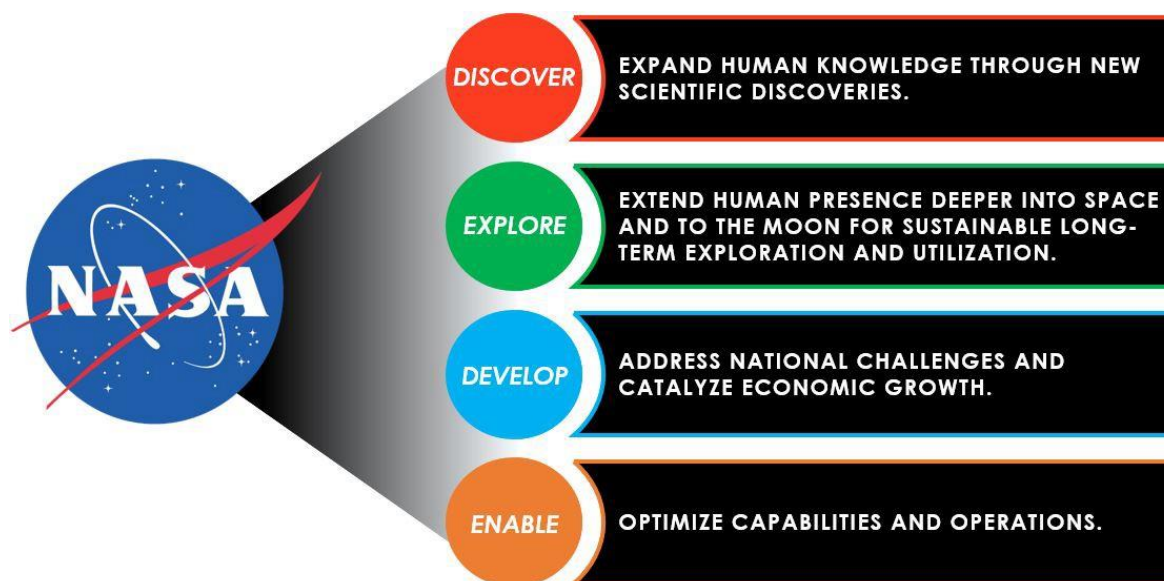 NASA
DISCOVER
EXPAND HUMAN KNOWLEDGE THROUGH NEW
SCIENTIFIC DISCOVERIES.
EXPLORE
EXTEND HUMAN PRESENCE DEEPER INTO SPACE
AND TO THE MOON FOR SUSTAINABLE LONG-
TERM EXPLORATION AND UTILIZATION.
DEVELOP
ADDRESS NATIONAL CHALLENGES AND
CATALYZE ECONOMIC GROWTH.
ENABLE
OPTIMIZE CAPABILITIES AND OPERATIONS.